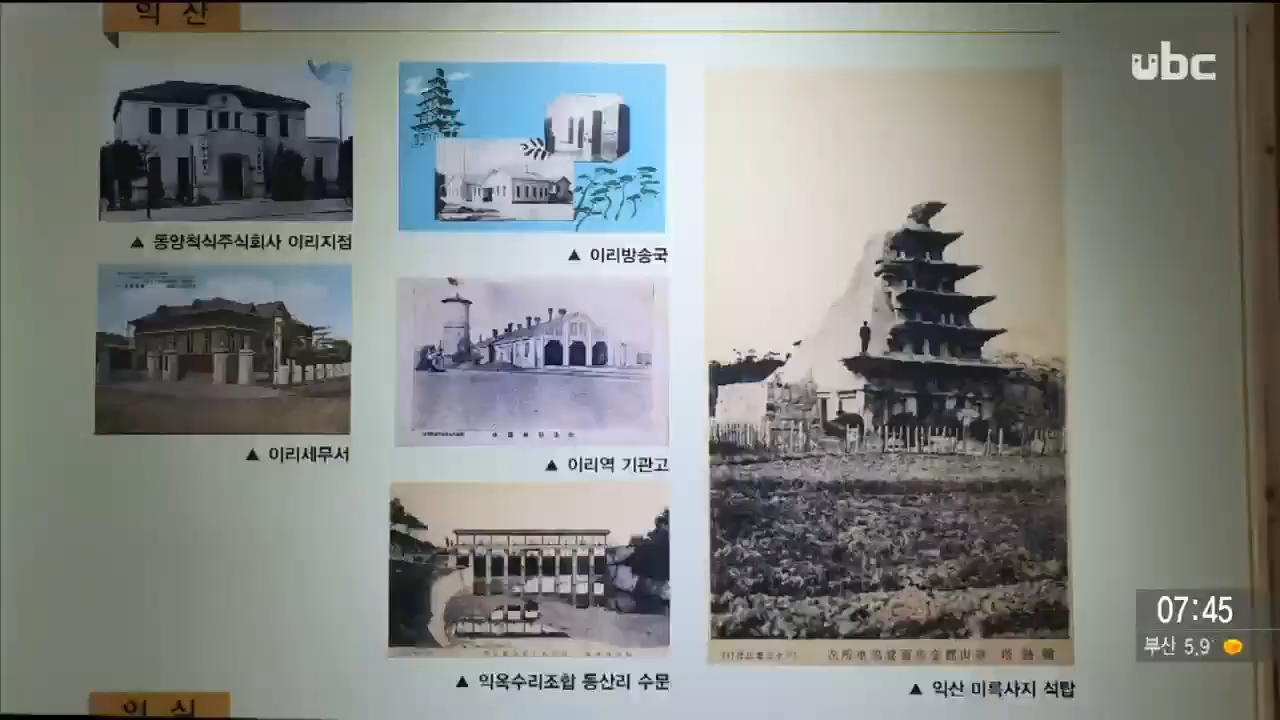 익 산
ubc
▲ 동양척식주식회사 이리지점
▲ 이리방송국
▲ 이리세무서
▲ 이리역 기관고
▲ 익옥수리조합 동산리 수문
▲ 익산 미륵사지 석탑
07:45
부산 5.9°